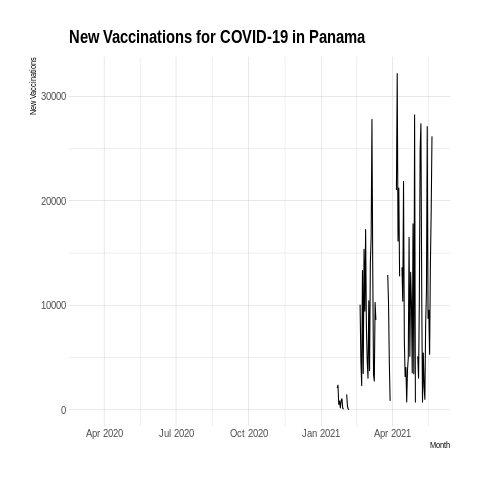 New Vaccinations for COVID-19 in Panama
New Vaccinations
30000
20000
10000
0
Apr 2020 Jul 2020 Oct 2020 Jan 2021 Apr 2021
Month